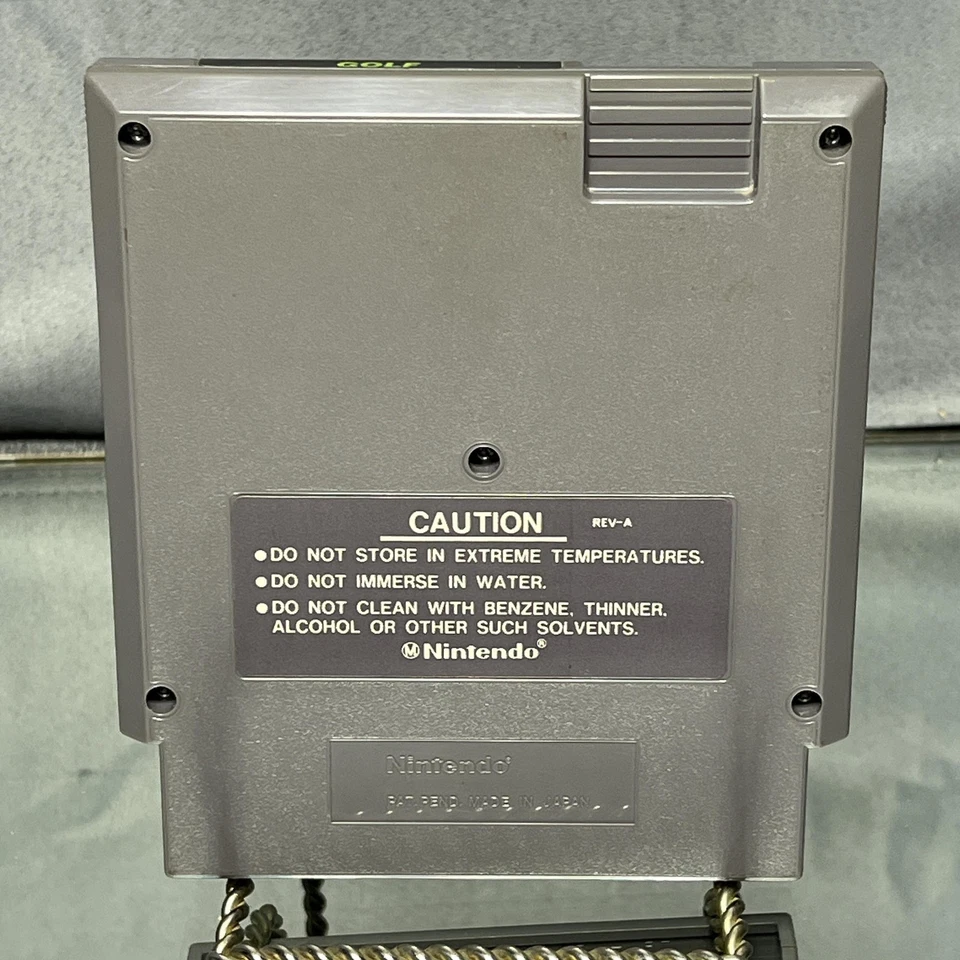 GOLF
CAUTION REV-A
●DO NOT STORE IN EXTREME TEMPERATURES.
●DO NOT IMMERSE IN WATER.
●DO NOT CLEAN WITH BENZENE, THINNER,
ALCOHOL OR OTHER SUCH SOLVENTS.
Ⓜ Nintendo®
Nintendo®
PAT. PEND. MADE IN JAPAN